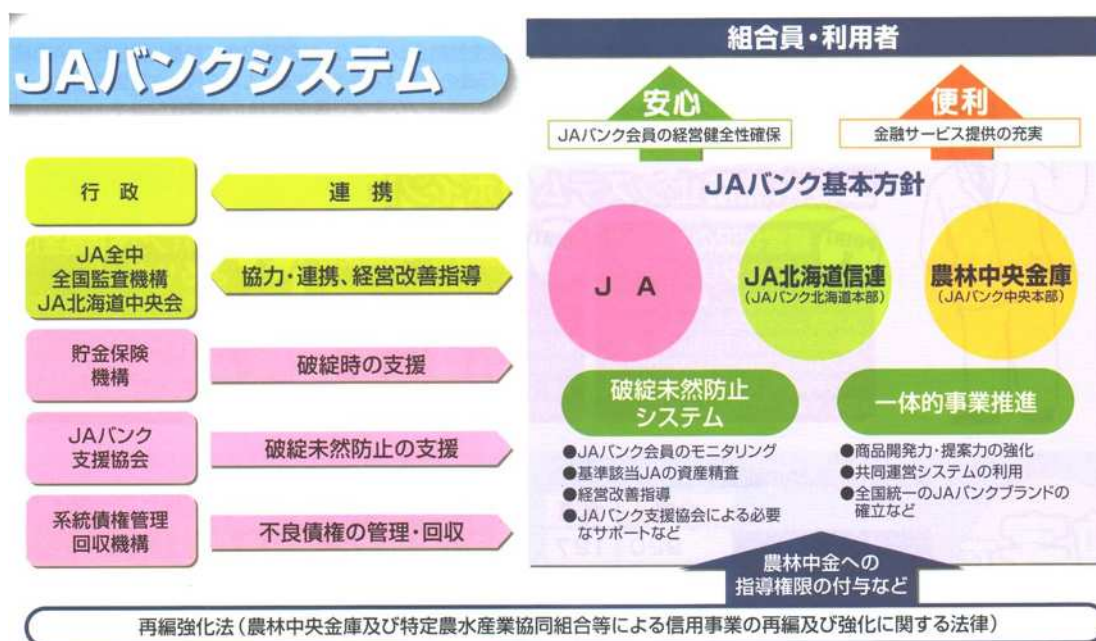 JAバンクシステム
組合員・利用者
安心
JAバンク会員の経営健全性確保
便利
金融サービス提供の充実
行政
連携
JA全中
全国監査機構
JA北海道中央会
協力・連携、経営改善指導
貯金保険
機構
破綻時の支援
JAバンク
支援協会
破綻未然防止の支援
系統債権管理
回収機構
不良債権の管理・回収
JAバンク基本方針
JA
JA北海道信連
(JAバンク北海道本部)
農林中央金庫
(JAバンク中央本部)
破綻未然防止
システム
●JAバンク会員のモニタリング
●基準該当JAの資産精査
●経営改善指導
●JAバンク支援協会による必要
なサポートなど
一体的事業推進
●商品開発力・提案力の強化
●共同運営システムの利用
●全国統一のJAバンクブランドの
確立など
農林中金への
指導権限の付与など
再編強化法(農林中央金庫及び特定農水産業協同組合等による信用事業の再編及び強化に関する法律)